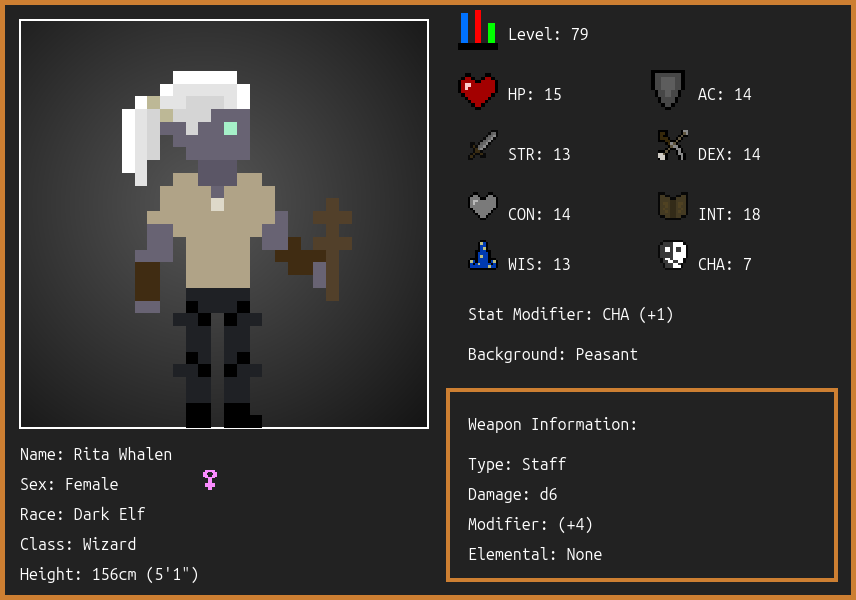 Level: 79
HP: 15
AC: 14
STR: 13
DEX: 14
CON: 14
INT: 18
WIS: 13
CHA: 7
Stat Modifier: CHA (+1)
Background: Peasant
Weapon Information:
Type: Staff
Damage: d6
Modifier: (+4)
Elemental: None
Name: Rita Whalen
Sex: Female
Race: Dark Elf
Class: Wizard
Height: 156cm (5'1")